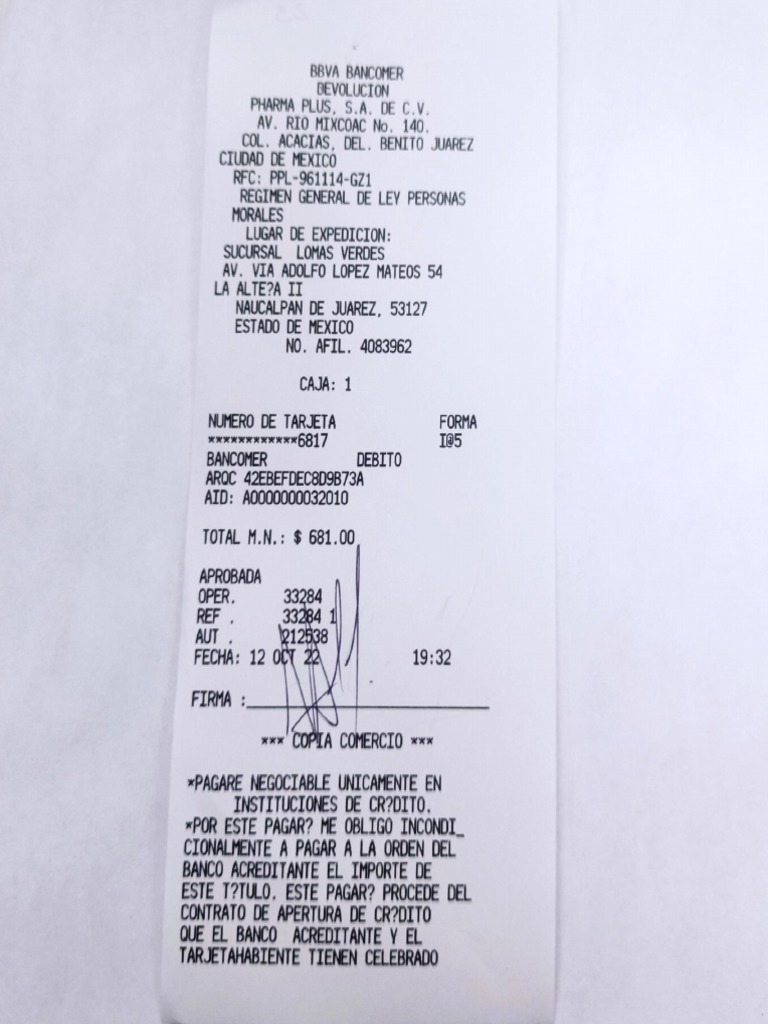 BBVA BANCOMER
DEVOLUCION
PHARMA PLUS, S.A. DE C.V.
AV. RIO MIXCOAC No. 140.
COL. ACACIAS, DEL. BENITO JUAREZ
CIUDAD DE MEXICO
RFC: PPL-961114-GZ1
REGIMEN GENERAL DE LEY PERSONAS
MORALES
LUGAR DE EXPEDICION:
SUCURSAL LOMAS VERDES
AV. VIA ADOLFO LOPEZ MATEOS 54
LA ALTE?A II
NAUCALPAN DE JUAREZ, 53127
ESTADO DE MEXICO
NO. AFIL. 4083962
CAJA: 1
NUMERO DE TARJETA FORMA
************6817 I@5
BANCOMER DEBITO
ARQC 42EBEFDEC8D9B73A
AID: A0000000032010
TOTAL M.N.: $ 681.00
APROBADA
OPER. 33284
REF . 33284 1
AUT . 212538
FECHA: 12 OCT 22 19:32
FIRMA :
*** COPIA COMERCIO ***
*PAGARE NEGOCIABLE UNICAMENTE EN
INSTITUCIONES DE CR?DITO.
*POR ESTE PAGAR? ME OBLIGO INCONDI_
CIONALMENTE A PAGAR A LA ORDEN DEL
BANCO ACREDITANTE EL IMPORTE DE
ESTE T?TULO. ESTE PAGAR? PROCEDE DEL
CONTRATO DE APERTURA DE CR?DITO
QUE EL BANCO ACREDITANTE Y EL
TARJETAHABIENTE TIENEN CELEBRADO